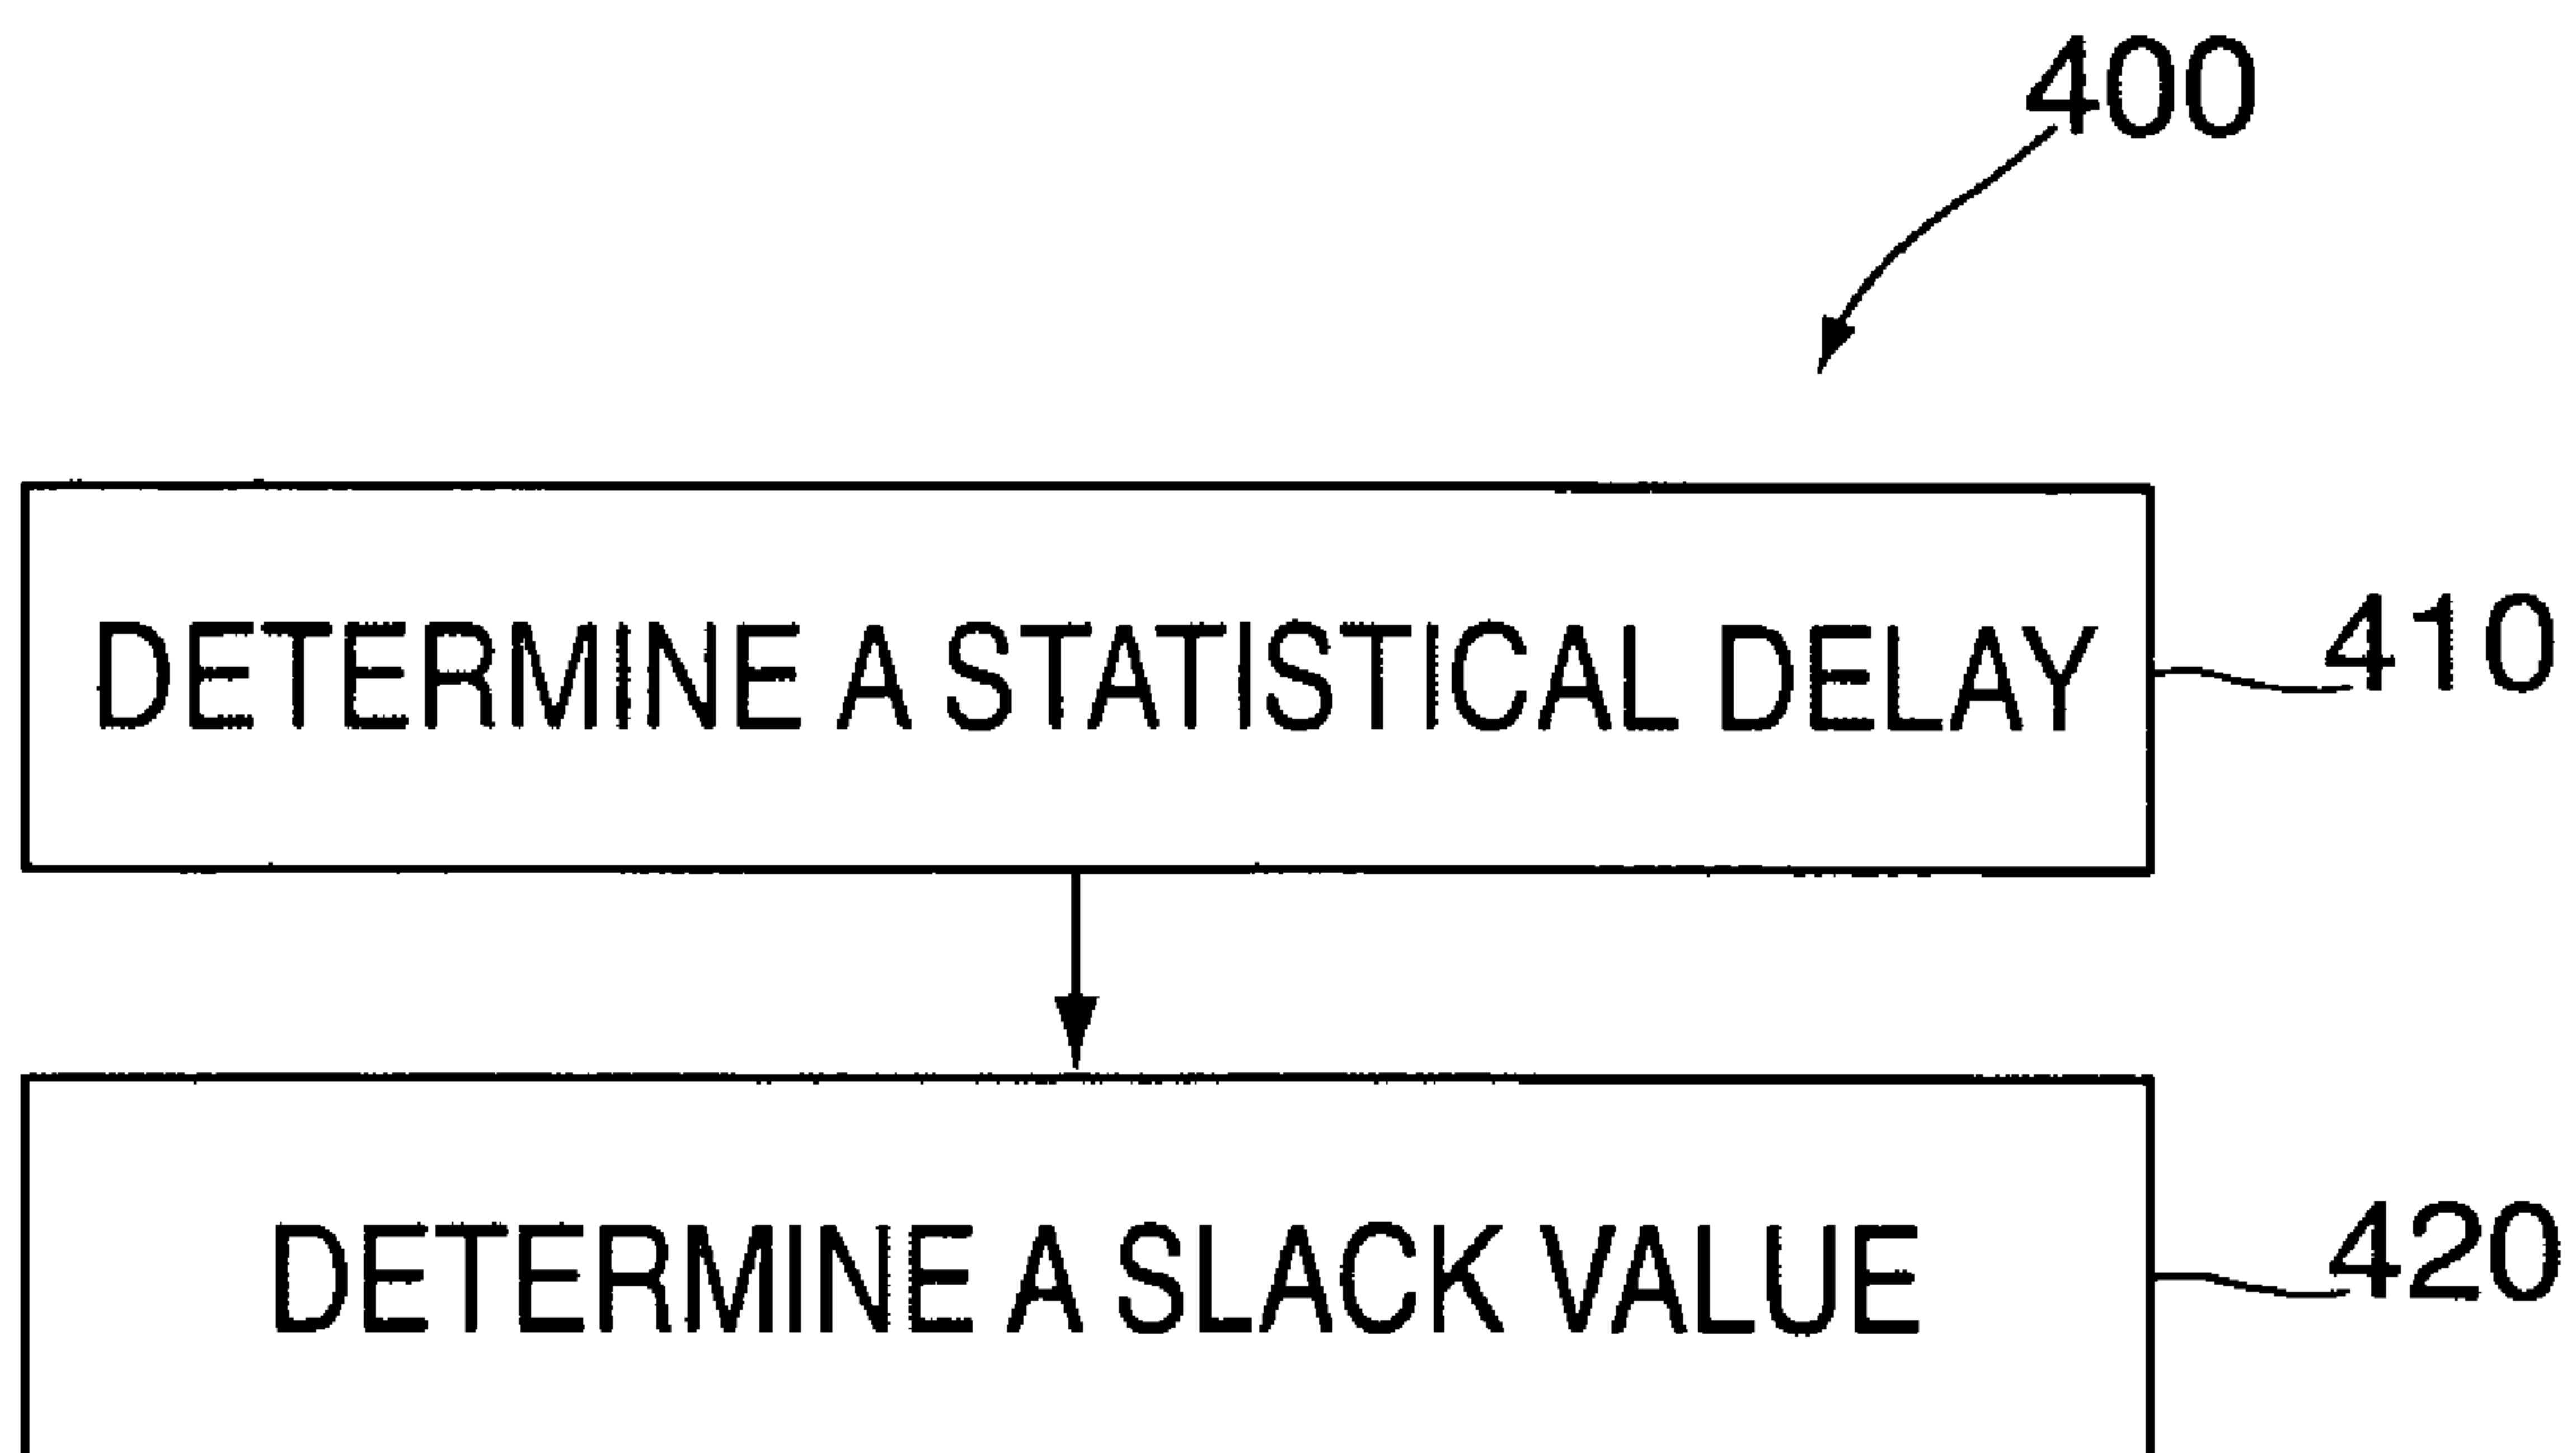 400
DETERMINE A STATISTICAL DELAY
410
DETERMINE A SLACK VALUE
420